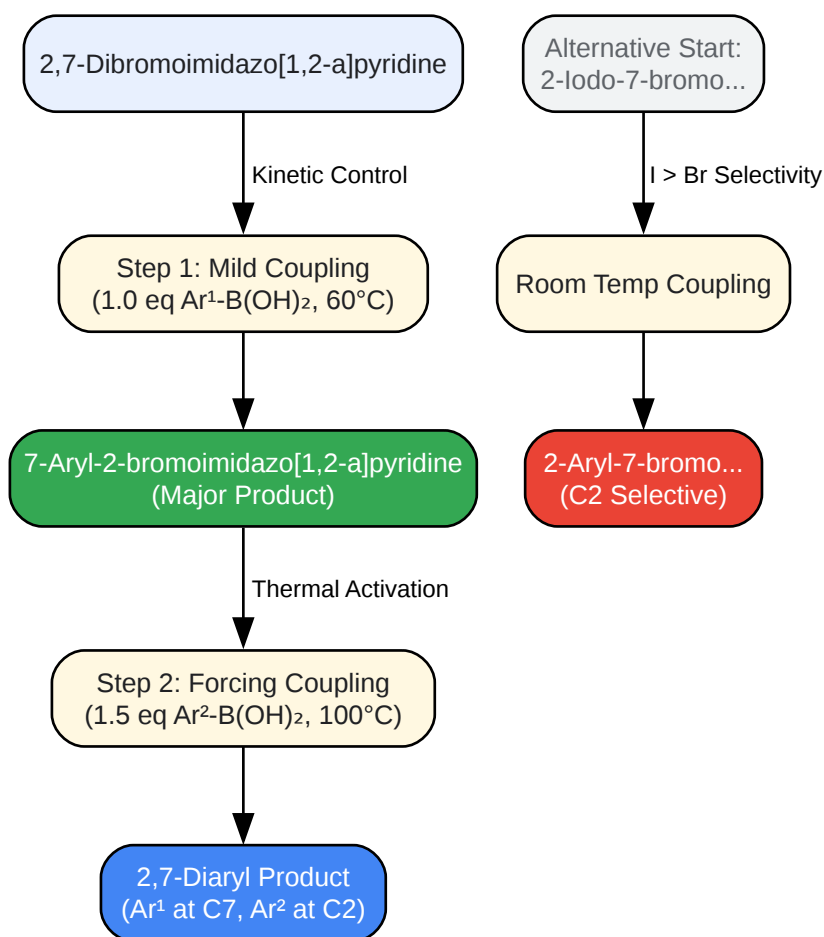 2,7-Dibromoimidazo[1,2-a]pyridine
Kinetic Control
Step 1: Mild Coupling
(1.0 eq Ar¹-B(OH)₂, 60°C)
7-Aryl-2-bromoimidazo[1,2-a]pyridine
(Major Product)
Thermal Activation
Step 2: Forcing Coupling
(1.5 eq Ar²-B(OH)₂, 100°C)
2,7-Diaryl Product
(Ar¹ at C7, Ar² at C2)
Alternative Start:
2-Iodo-7-bromo...
I > Br Selectivity
Room Temp Coupling
2-Aryl-7-bromo...
(C2 Selective)